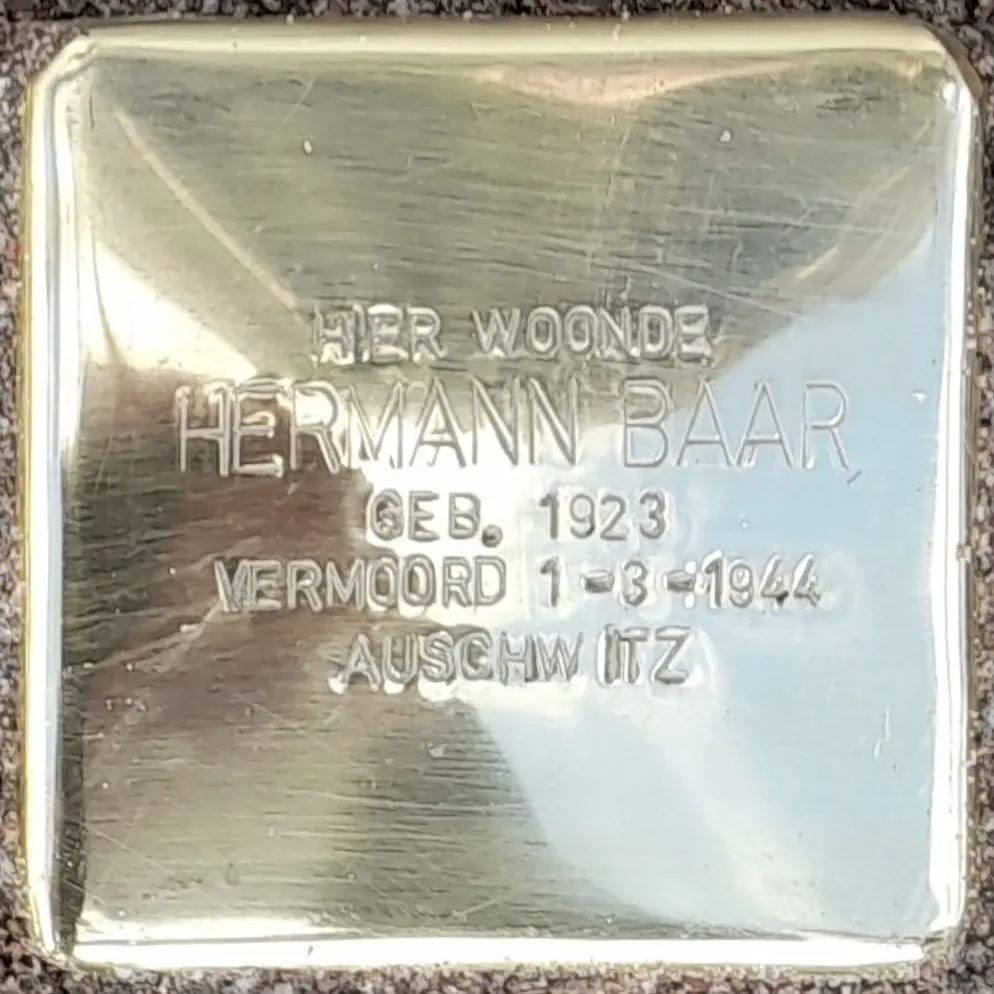 HIER WOONDE
HERMANN BAAR
GEB. 1923
VERMOORD 1-3-1944
AUSCHWITZ